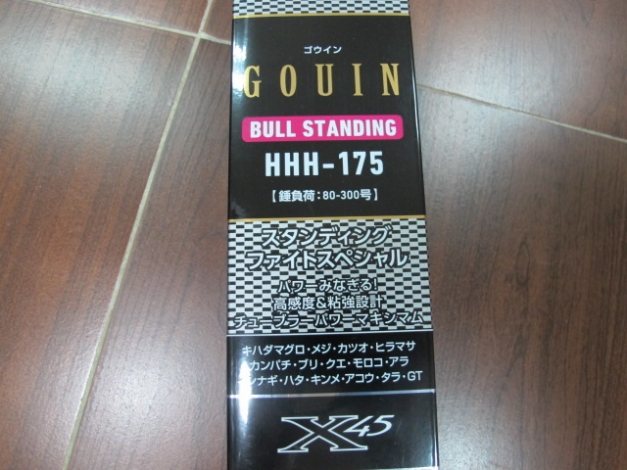 ゴウイン
GOUIN
BULL STANDING
HHH-175
【錘負荷：80-300号】
スタンディング
ファイトスペシャル
パワーみなぎる!
高感度&粘強設計
チューブラーパワーマキシマム
キハダマグロ・メジ・カツオ・ヒラマサ
カンパチ・ブリ・クエ・モロコ・アラ
シナギ・ハタ・キンメ・アコウ・タラ・GT
X45